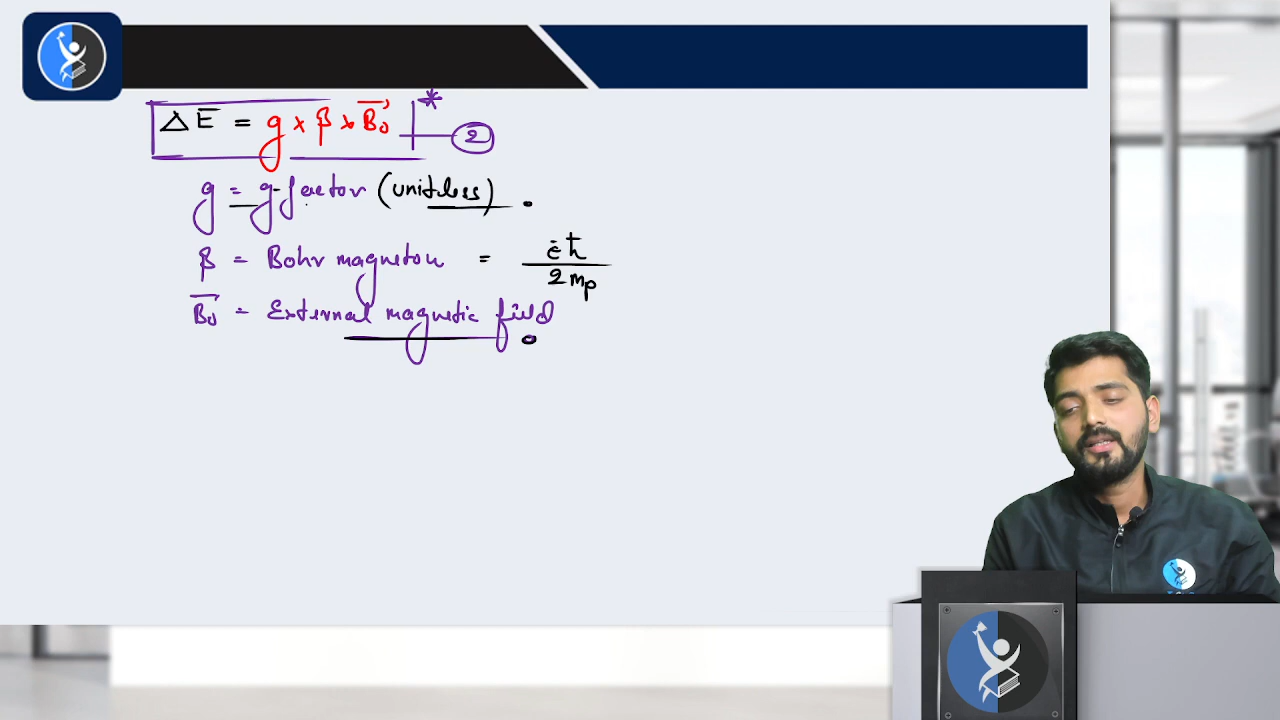 ΔE = g × β × B₀ * ②
g = g-factor (unitless).
β = Bohr magneton = eħ / 2mp
B₀ = External magnetic field.